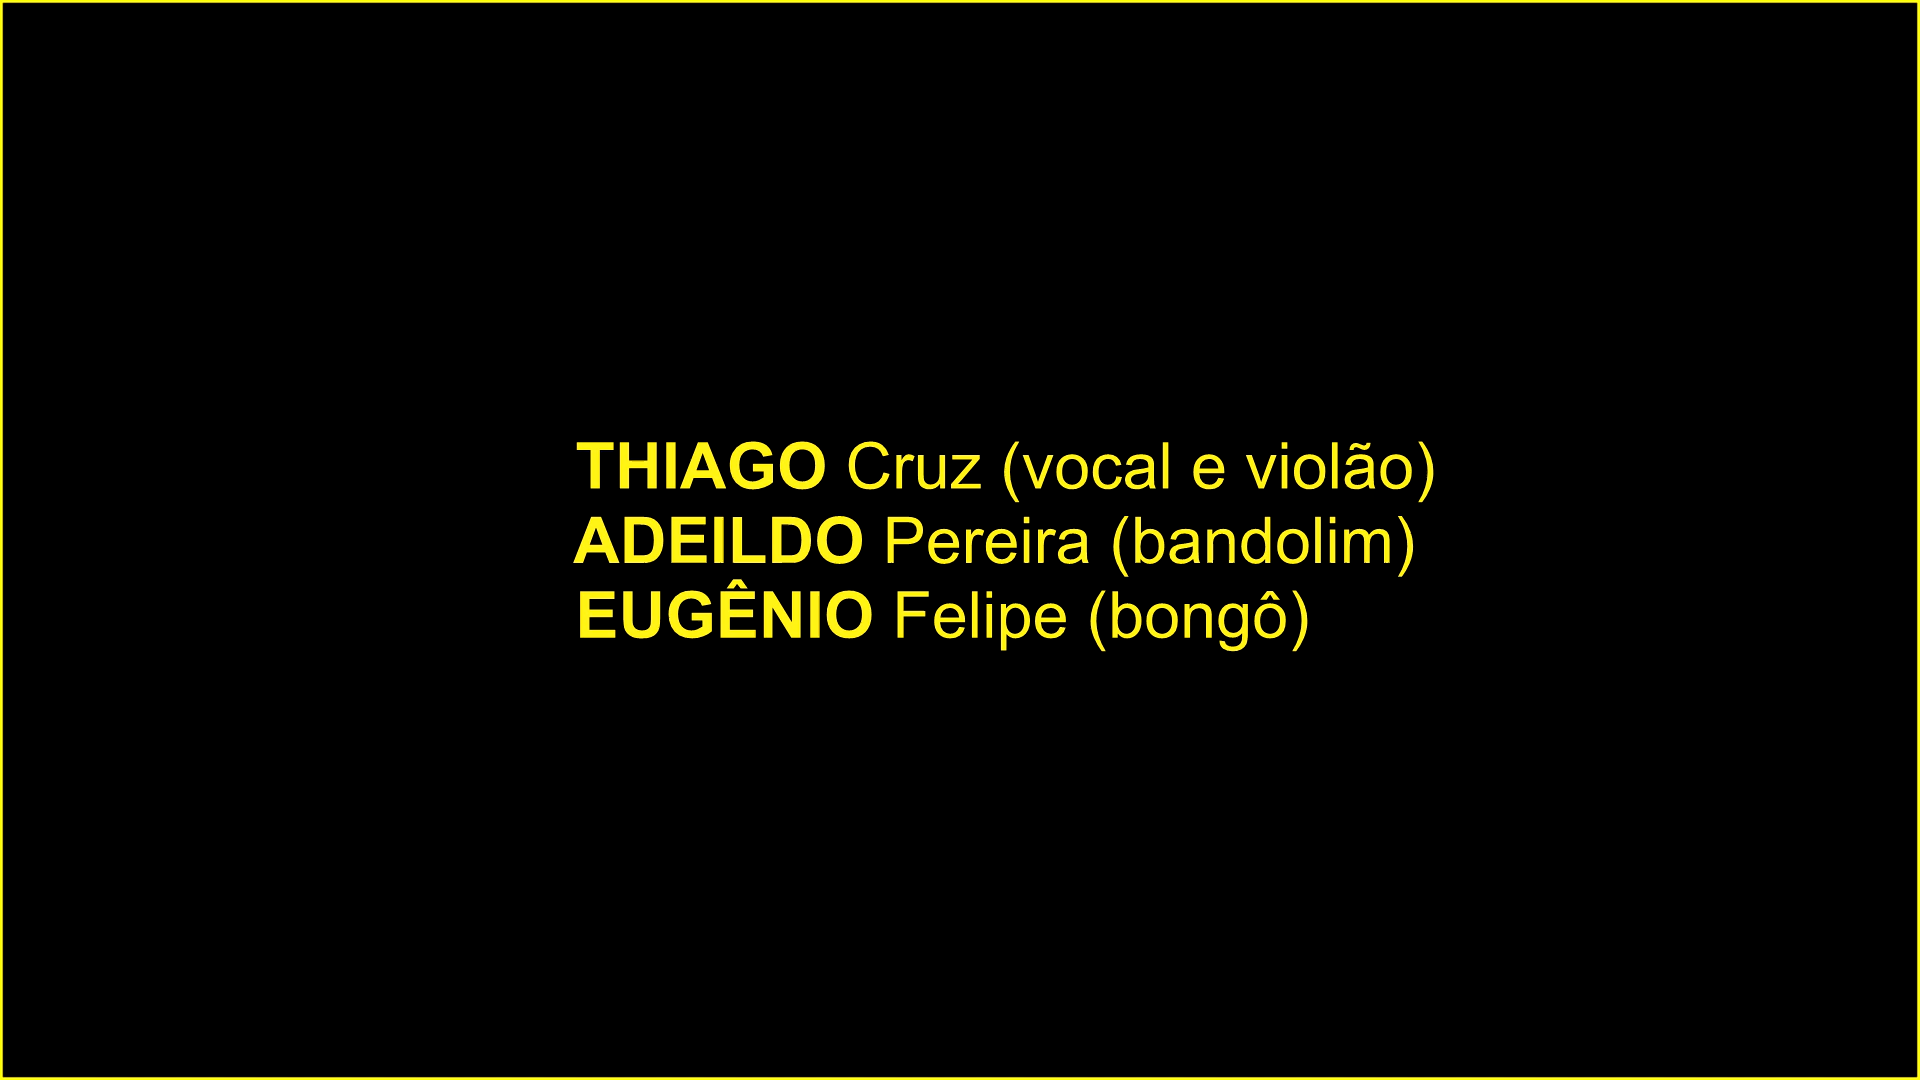 THIAGO Cruz (vocal e violão)
ADEILDO Pereira (bandolim)
EUGÊNIO Felipe (bongô)